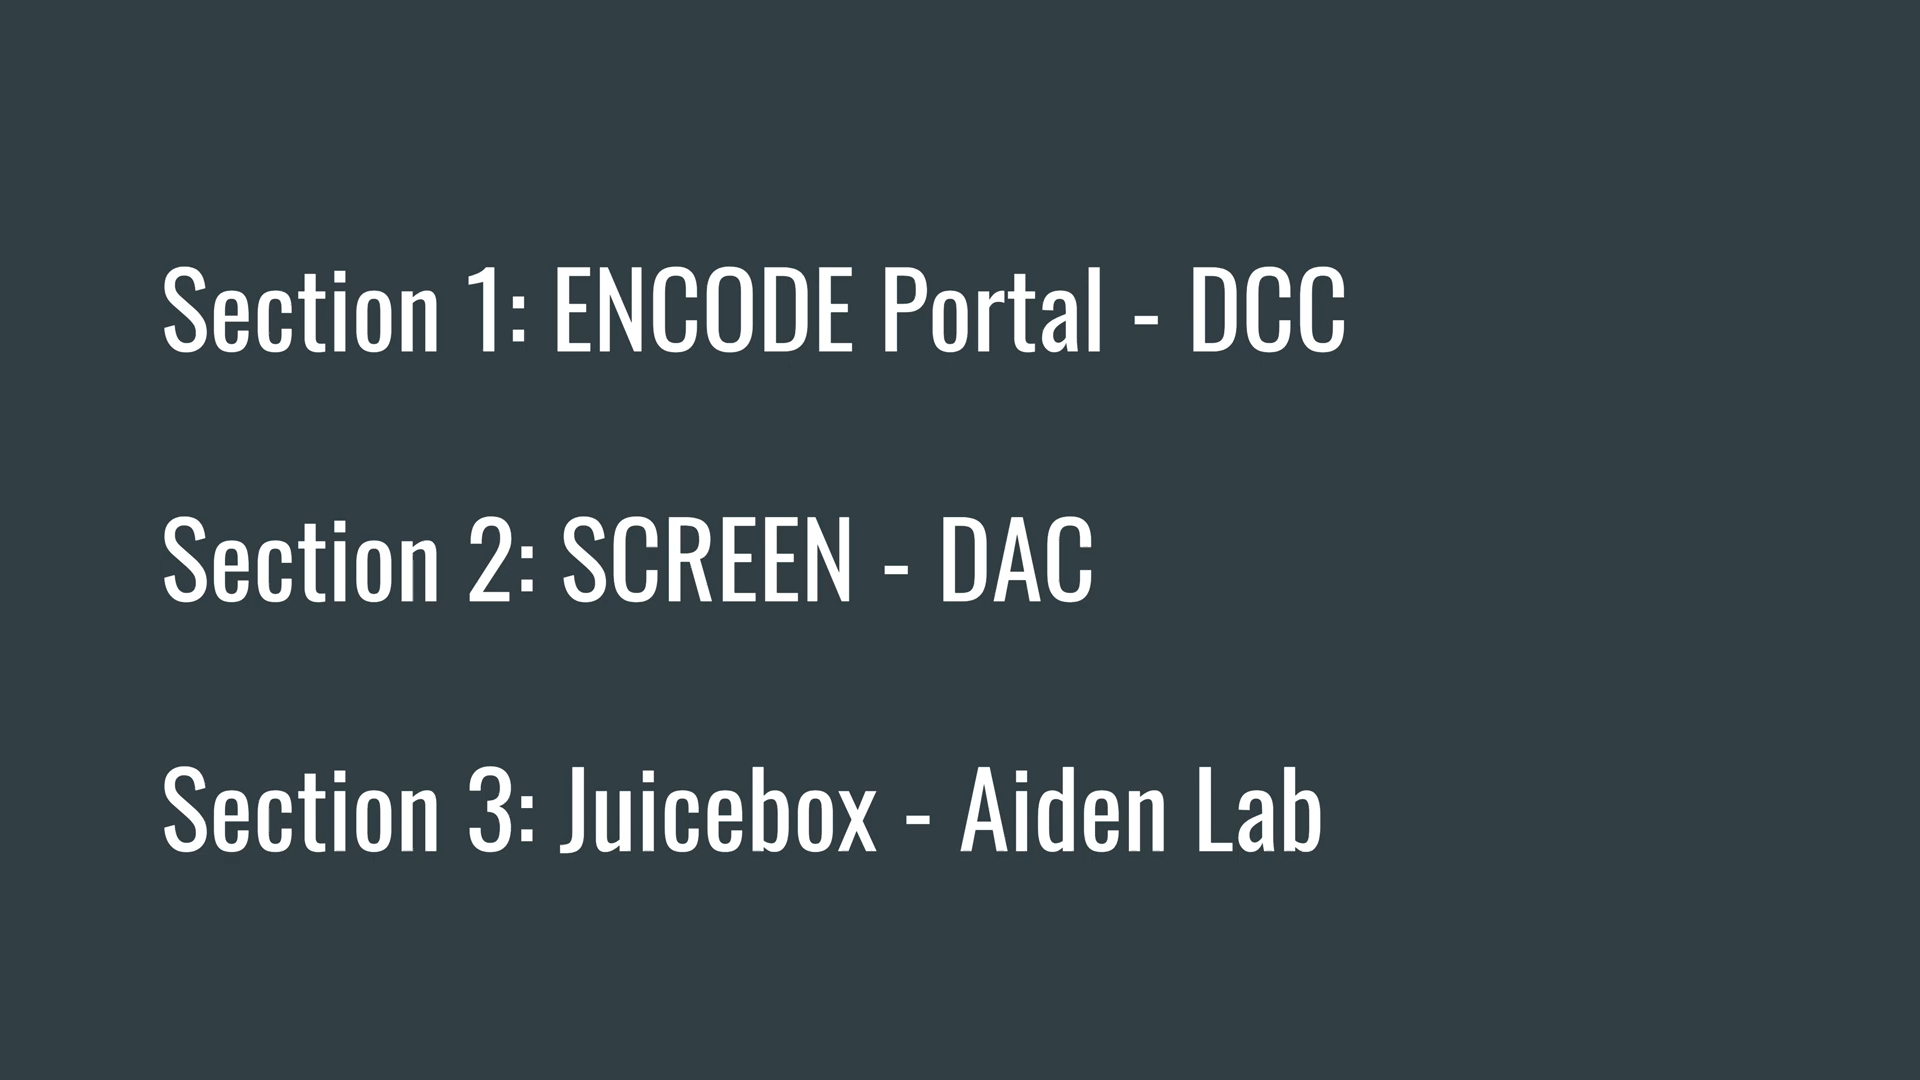 Section 1: ENCODE Portal - DCC
Section 2: SCREEN - DAC
Section 3: Juicebox - Aiden Lab